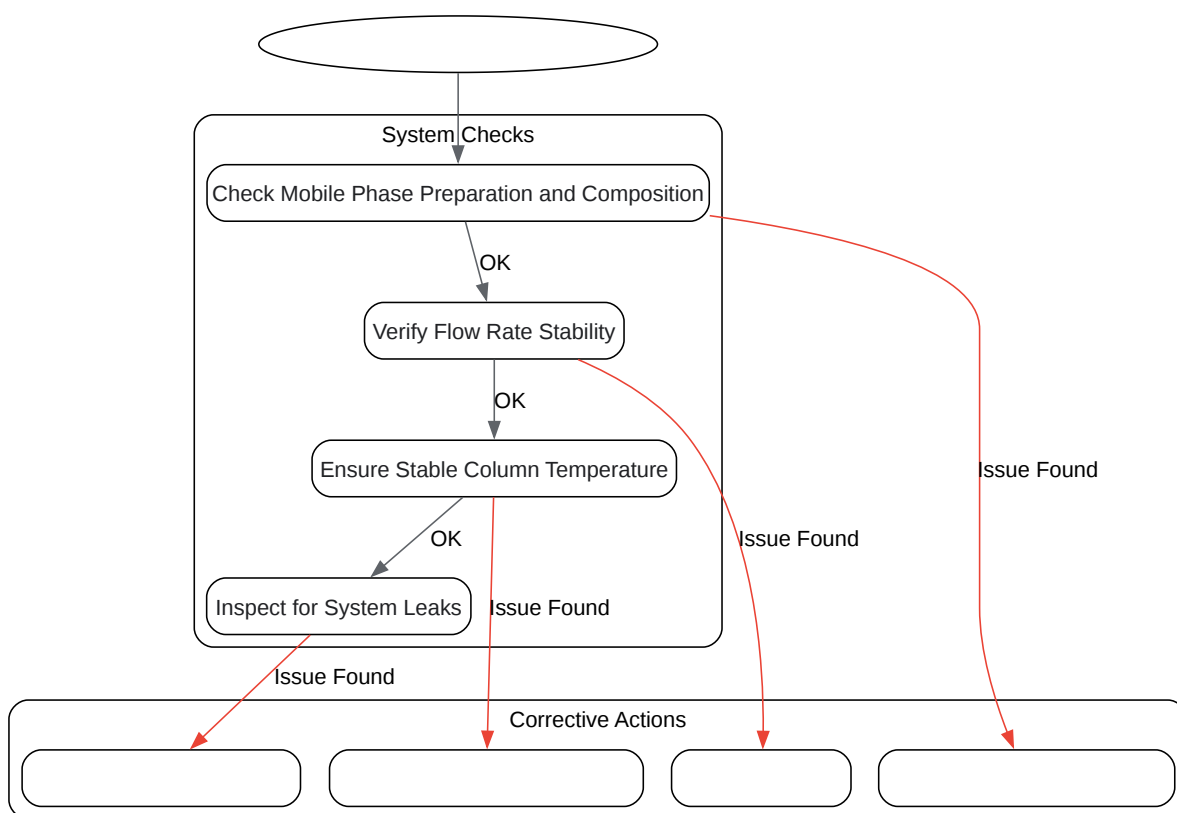 System Checks
Check Mobile Phase Preparation and Composition
OK
Verify Flow Rate Stability
OK
Ensure Stable Column Temperature
Issue Found
OK
Issue Found
Inspect for System Leaks
Issue Found
Issue Found
Corrective Actions